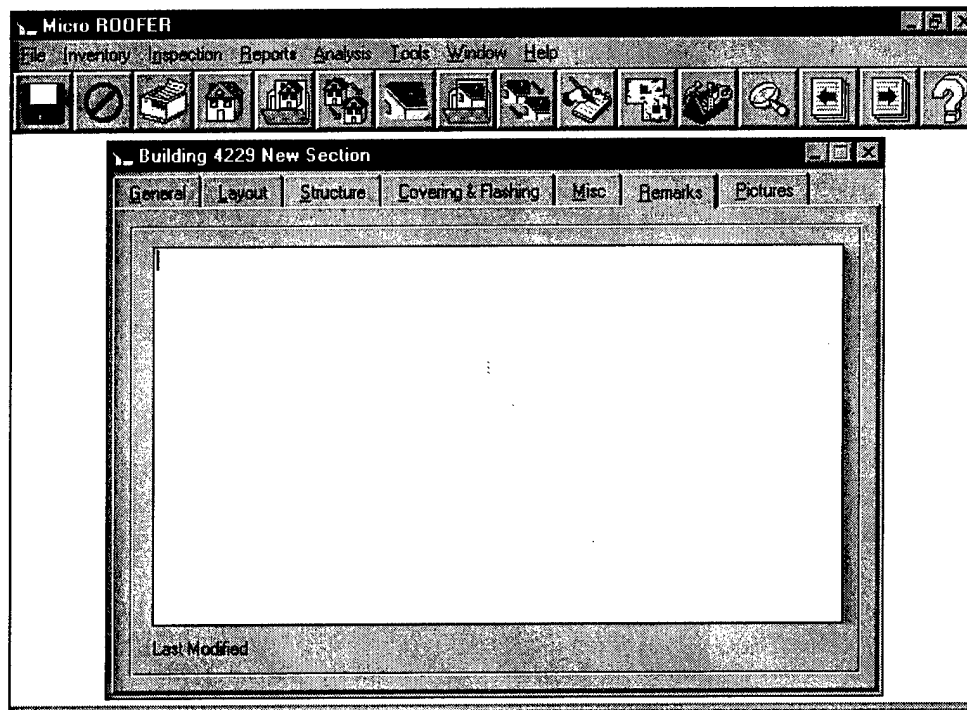 Micro ROOFER
File Inventory Inspection Reports Analysis Tools Window Help
Building 4229 New Section
General Layout Structure Covering & Flashing Misc Remarks Pictures
Last Modified